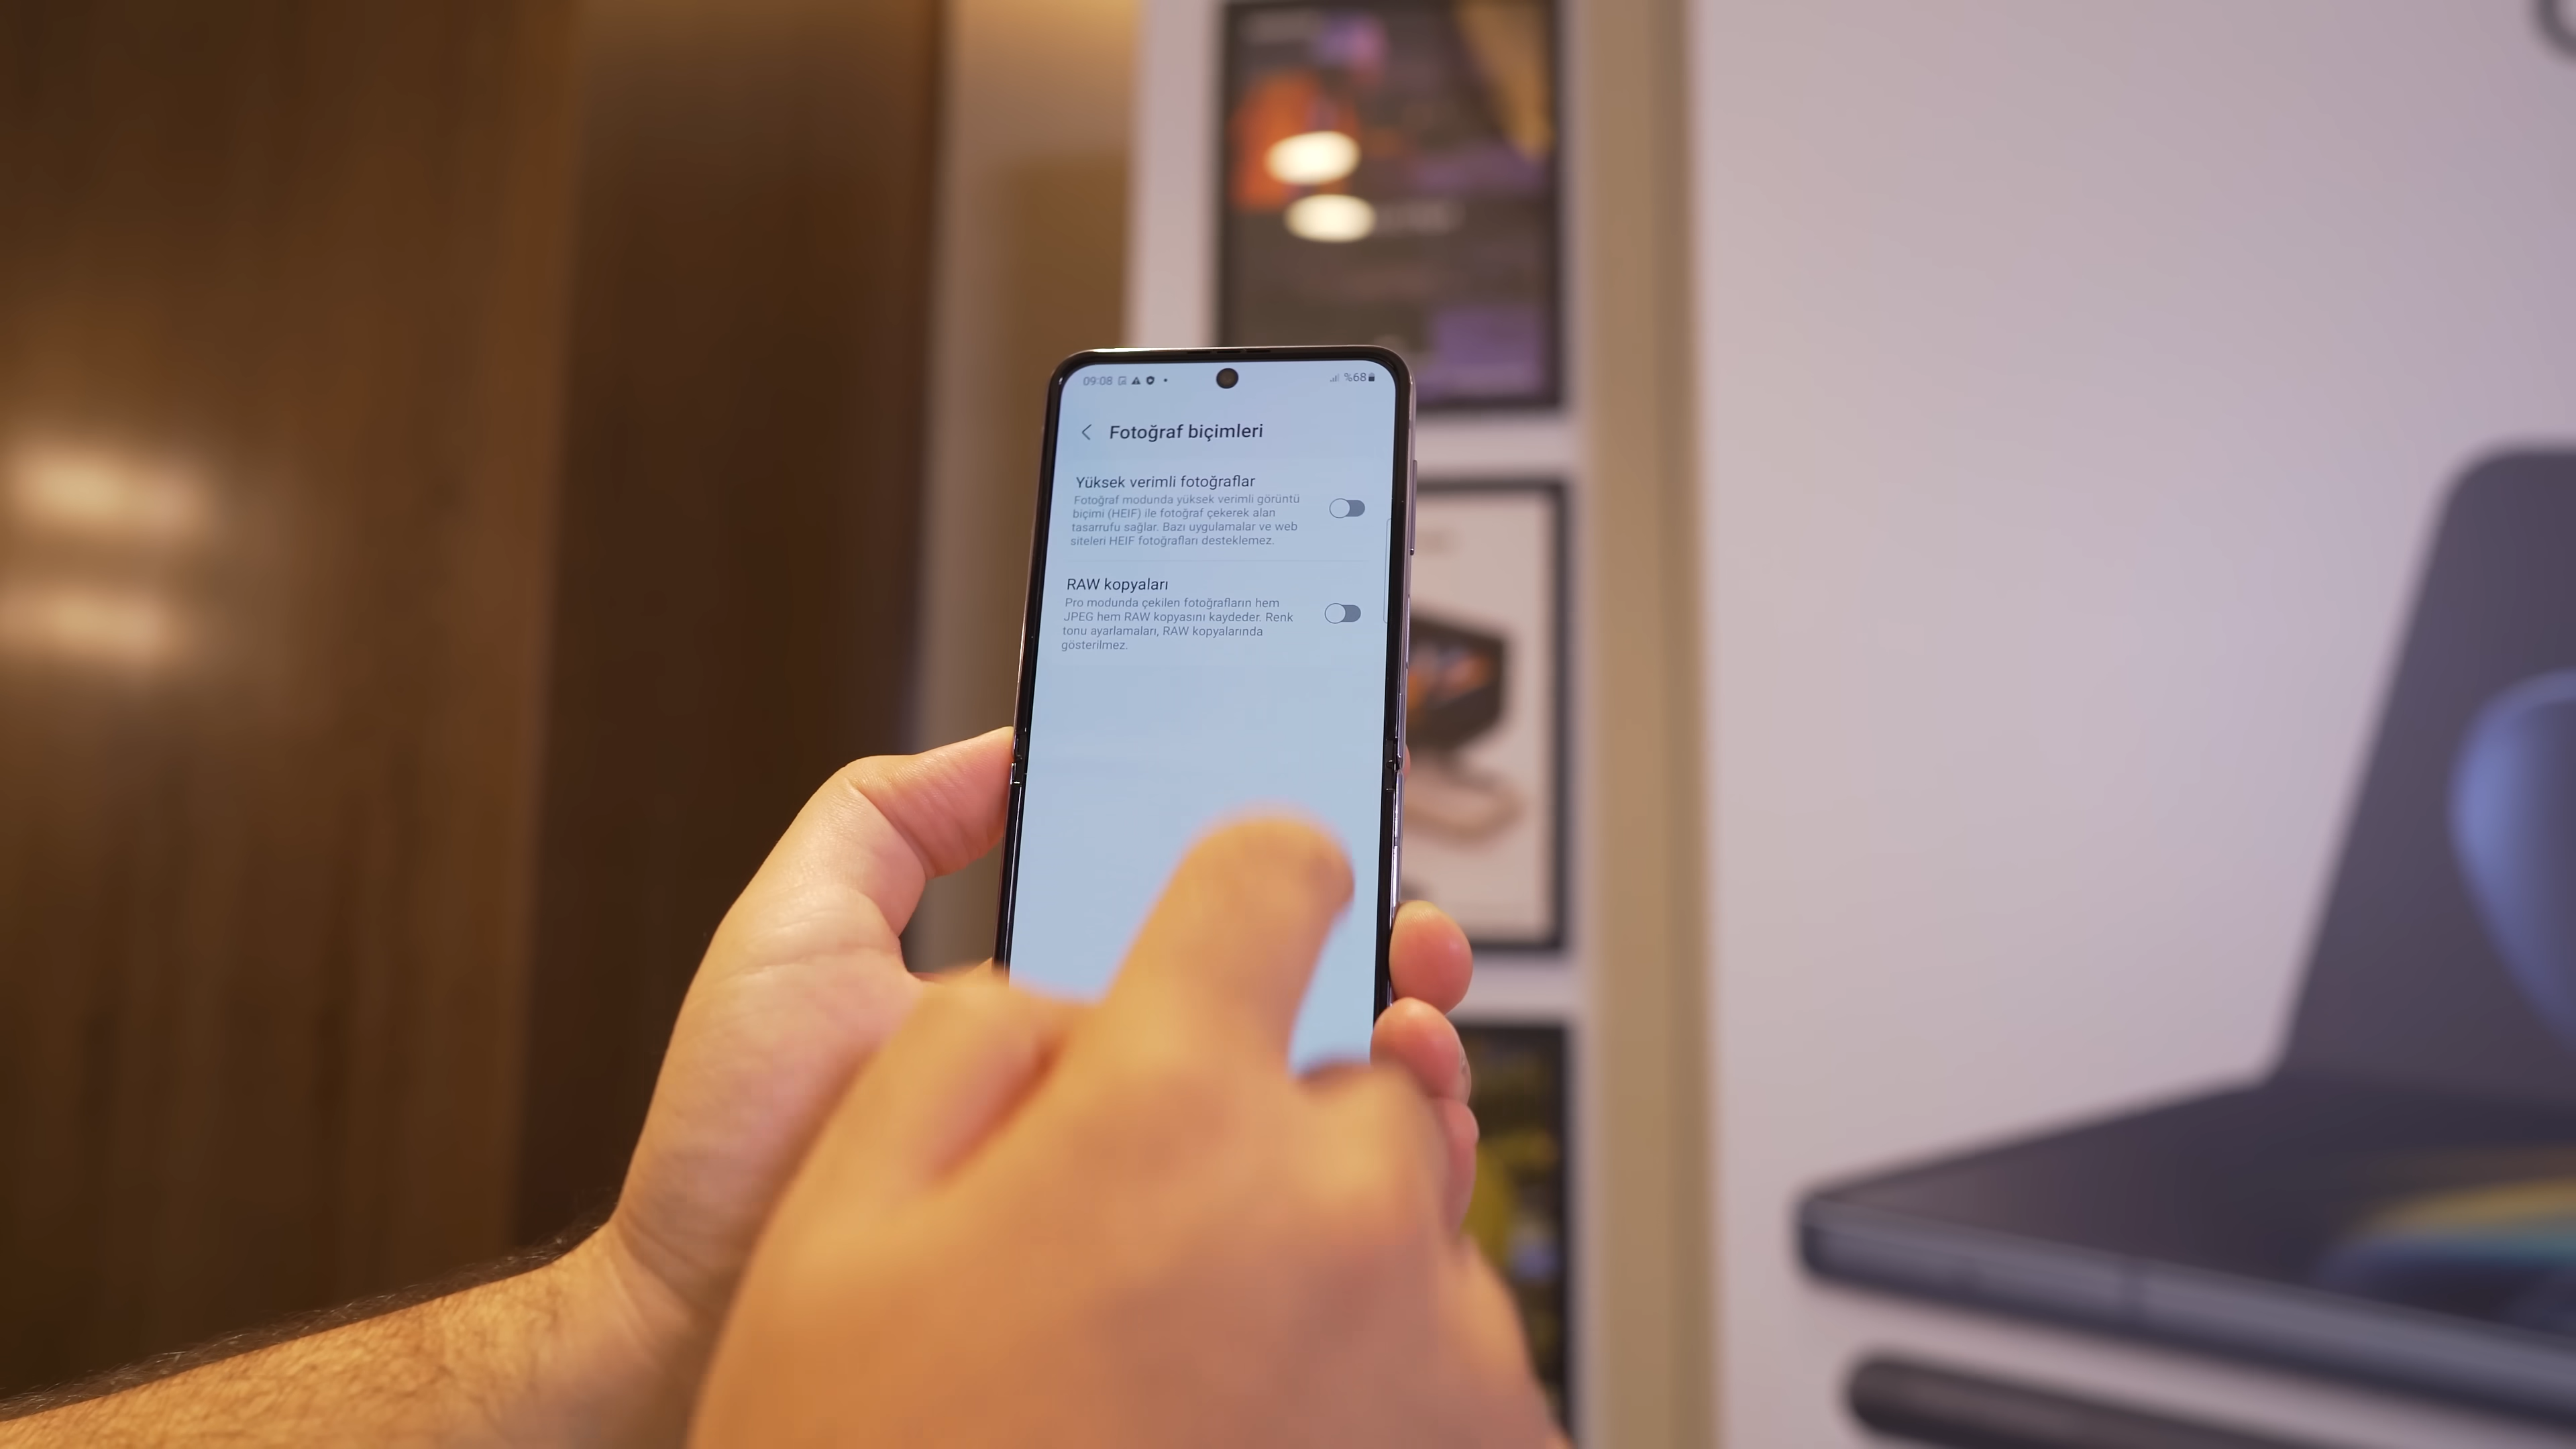 09:08
%68
Fotoğraf biçimleri
Yüksek verimli fotoğraflar
Fotoğraf modunda yüksek verimli görüntü
biçimi (HEIF) ile fotoğraf çekerek alan
tasarrufu sağlar. Bazı uygulamalar ve web
siteleri HEIF fotoğrafları desteklemez.
RAW kopyaları
Pro modunda çekilen fotoğrafların hem
JPEG hem RAW kopyasını kaydeder. Renk
tonu ayarlamaları, RAW kopyalarında
gösterilmez.